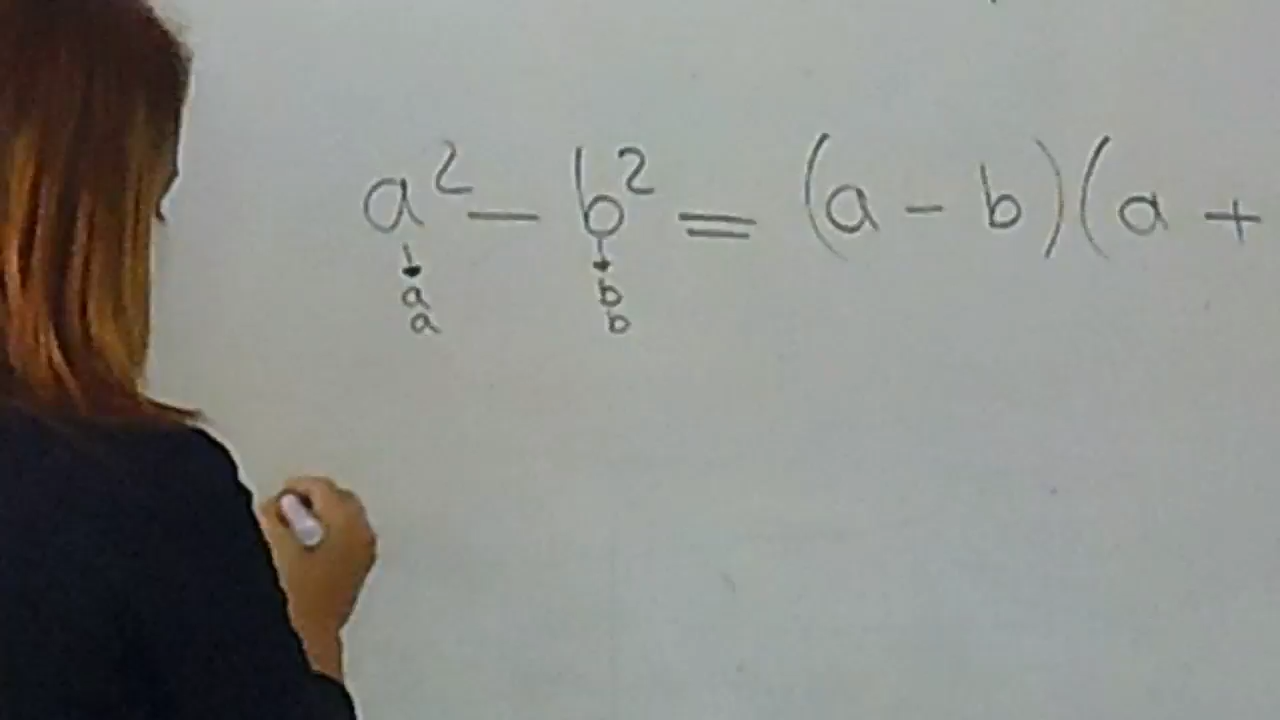 a² — b² = (a - b)(a +
a b
a b